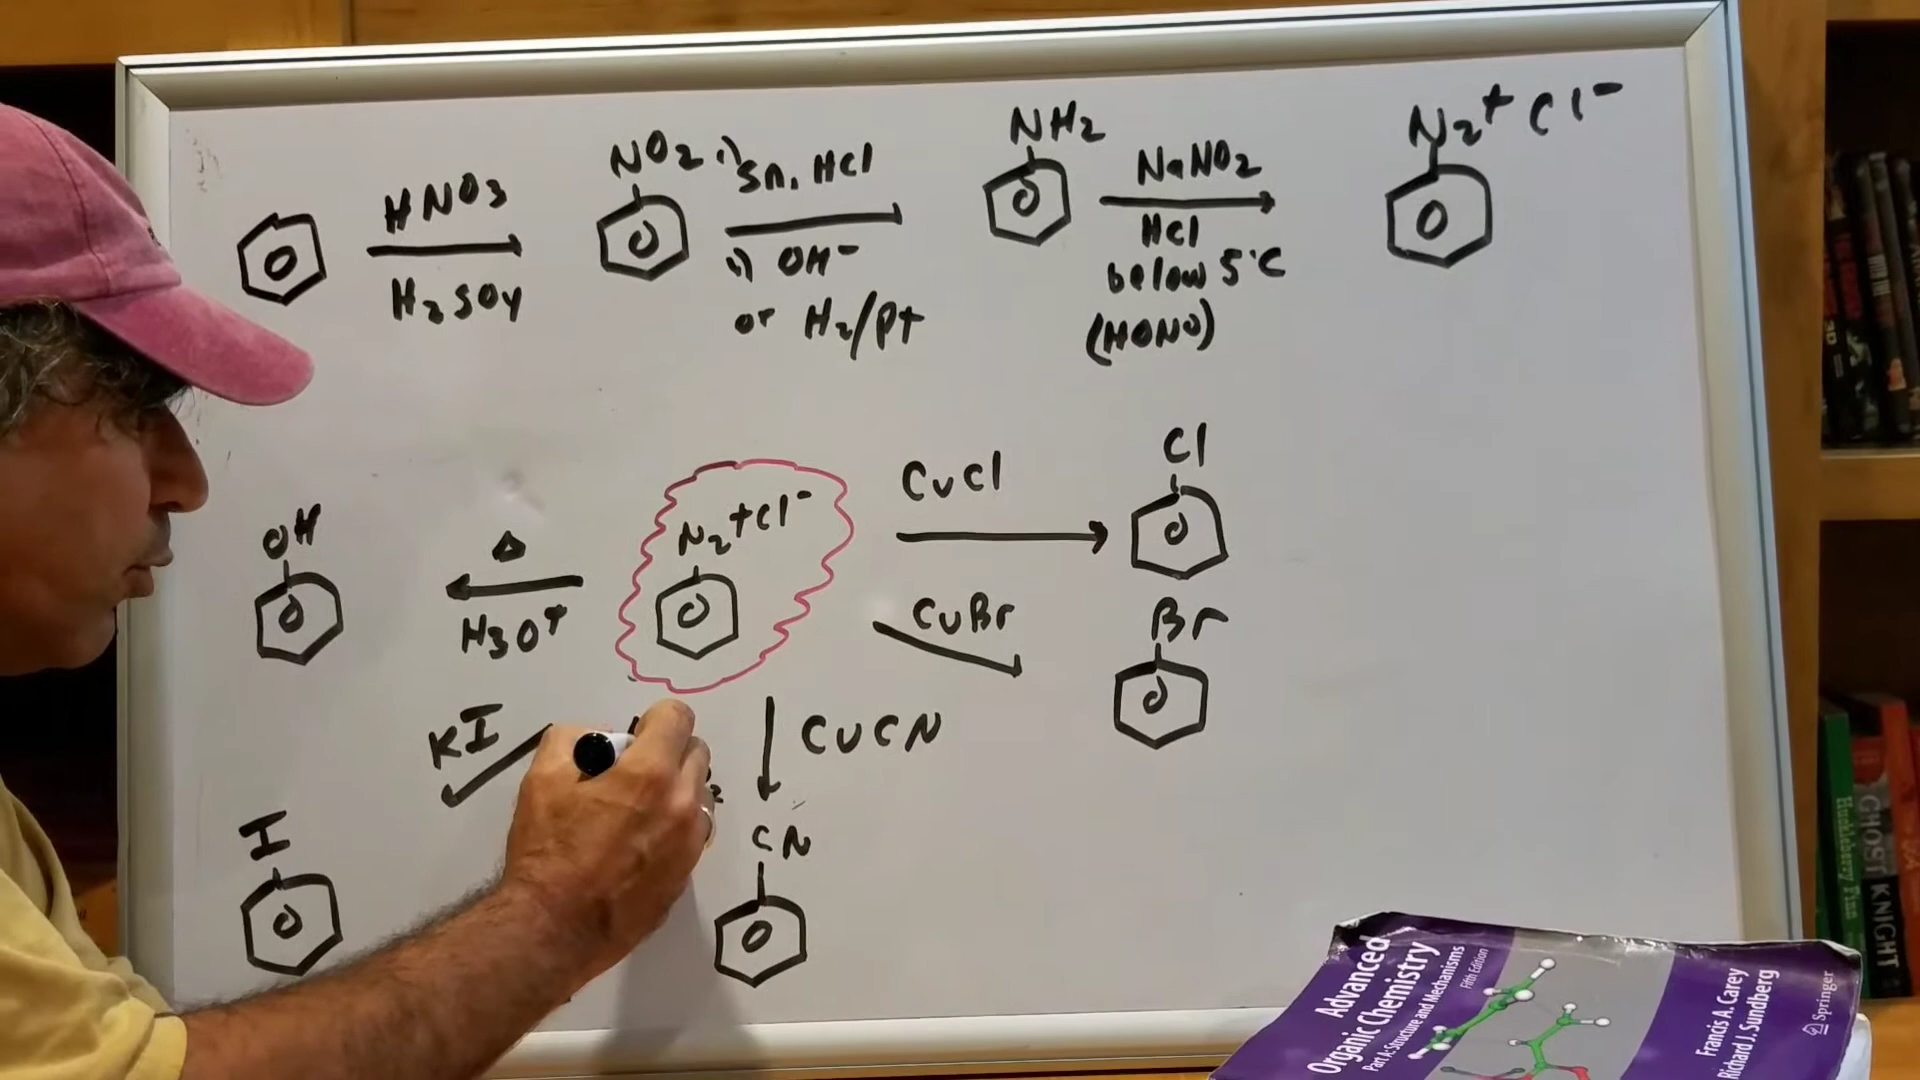 HNO3
H2SO4
NO2
1) Sn, HCl
1) OH-
or H2/Pt
NH2
NaNO2
HCl
below 5°C
(HONO)
N2+ Cl-
OH
Δ
H3O+
N2+Cl-
CuCl
Cl
CuBr
Br
KI
I
CuCN
CN
Advanced
Organic Chemistry
Part A: Structure and Mechanisms
Fifth Edition
Francis A. Carey
Richard J. Sundberg
Springer
Huckleberry Finn
GHOST KNIGHT